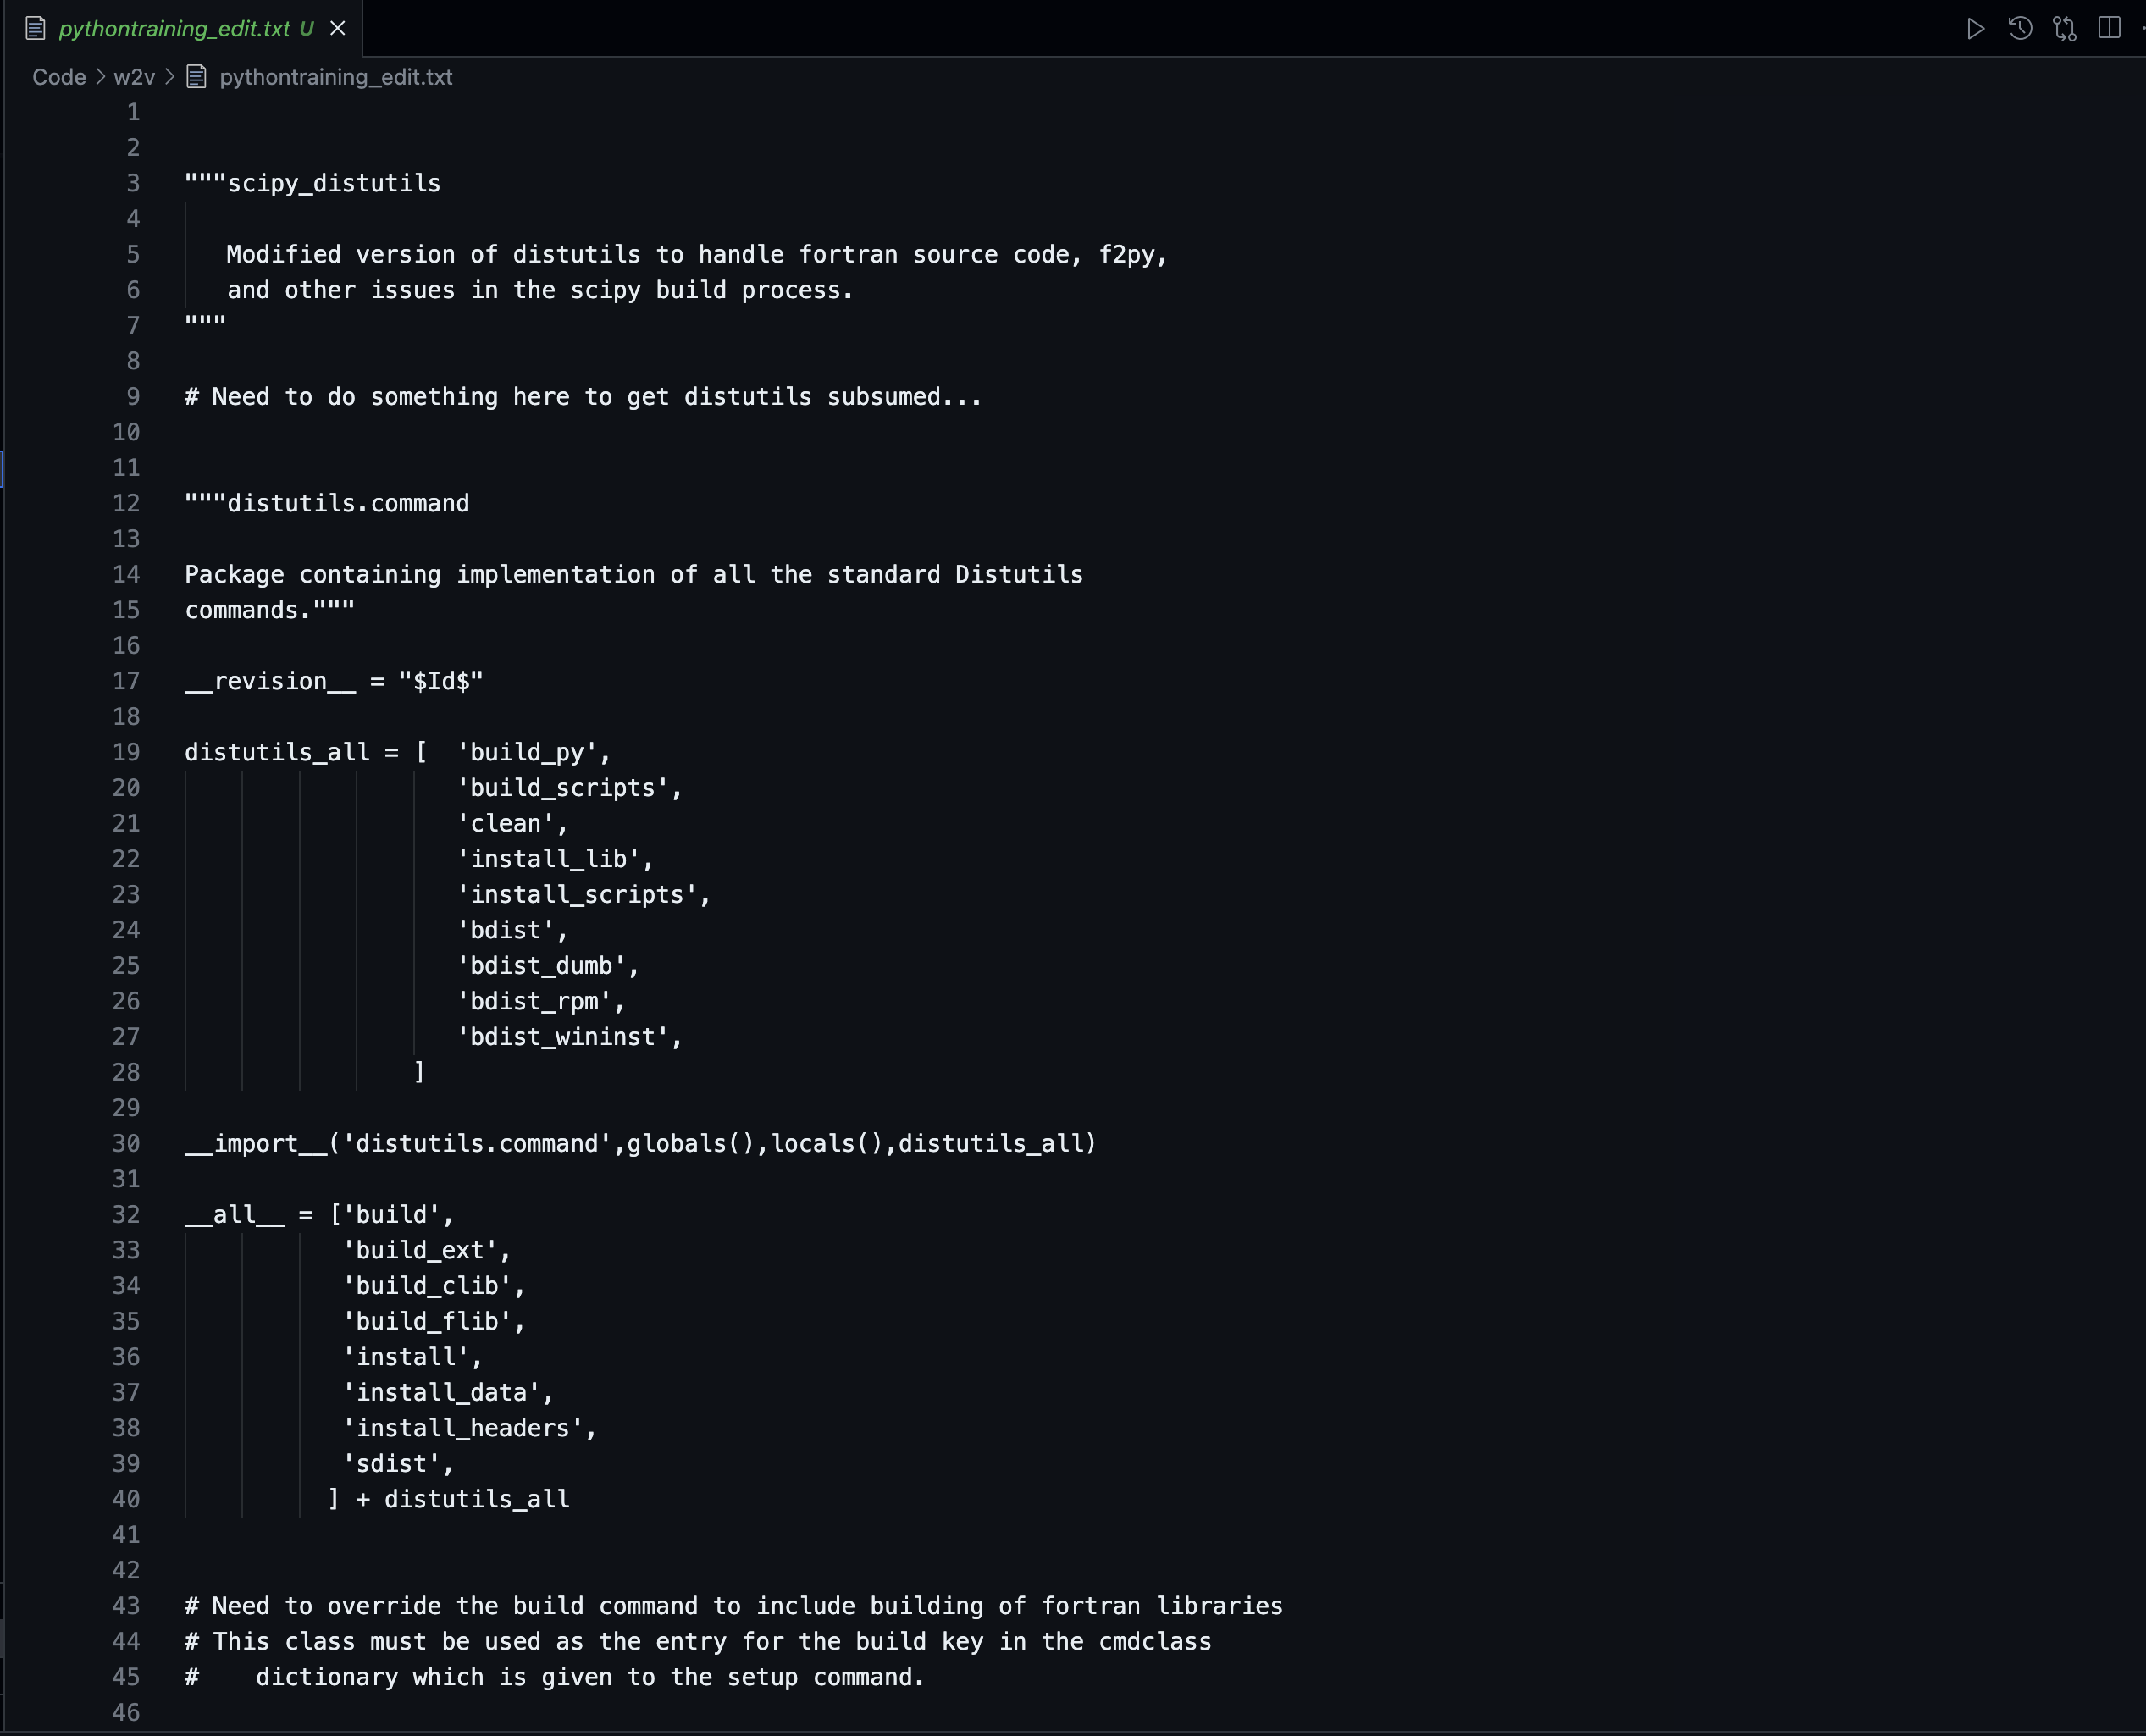 pythontraining_edit.txt U
Code > w2v > pythontraining_edit.txt
1
2
3 """scipy_distutils
4
5    Modified version of distutils to handle fortran source code, f2py,
6    and other issues in the scipy build process.
7 """
8
9 # Need to do something here to get distutils subsumed...
10
11
12 """distutils.command
13
14 Package containing implementation of all the standard Distutils
15 commands."""
16
17 __revision__ = "$Id$"
18
19 distutils_all = [  'build_py',
20                    'build_scripts',
21                    'clean',
22                    'install_lib',
23                    'install_scripts',
24                    'bdist',
25                    'bdist_dumb',
26                    'bdist_rpm',
27                    'bdist_wininst',
28                 ]
29
30 __import__('distutils.command',globals(),locals(),distutils_all)
31
32 __all__ = ['build',
33            'build_ext',
34            'build_clib',
35            'build_flib',
36            'install',
37            'install_data',
38            'install_headers',
39            'sdist',
40           ] + distutils_all
41
42
43 # Need to override the build command to include building of fortran libraries
44 # This class must be used as the entry for the build key in the cmdclass
45 #    dictionary which is given to the setup command.
46